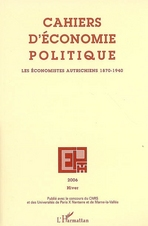 CAHIERS
D'ÉCONOMIE
POLITIQUE
LES ÉCONOMISTES AUTRICHIENS 1870-1940
2006
Hiver
Publié avec le concours du CNRS
et des Universités de Paris X Nanterre et de Marne-la-Vallée
L'Harmattan